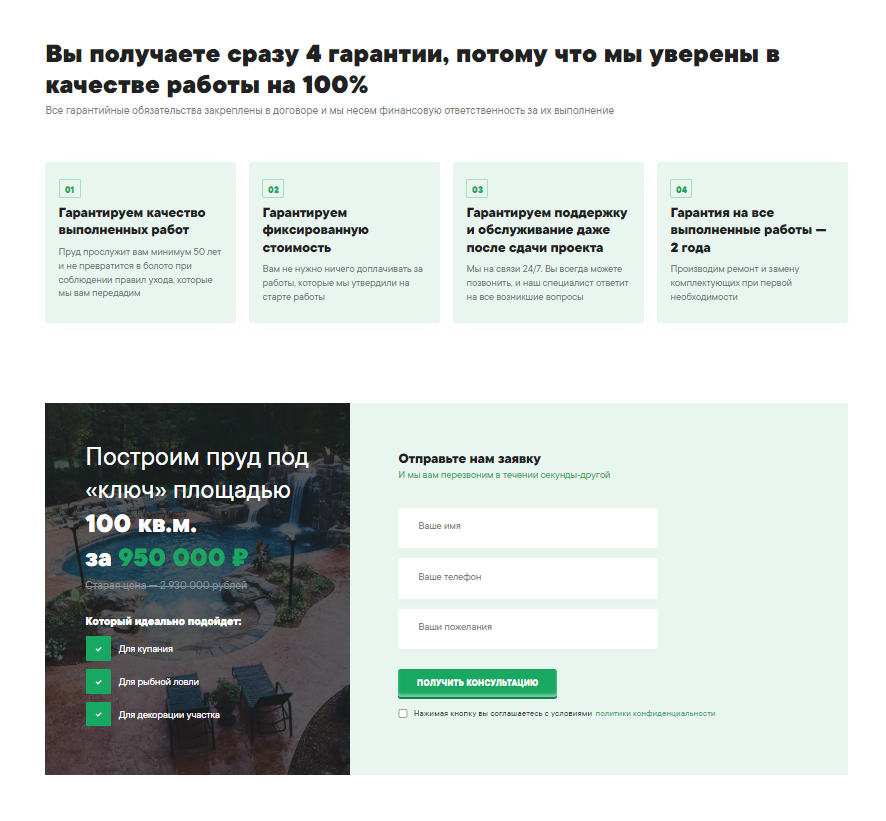 Вы получаете сразу 4 гарантии, потому что мы уверены в
качестве работы на 100%
Все гарантийные обязательства закреплены в договоре и мы несем финансовую ответственность за их выполнение
01
Гарантируем качество
выполненных работ
Пруд прослужит вам минимум 50 лет
и не превратится в болото при
соблюдении правил ухода, которые
мы вам передадим
02
Гарантируем
фиксированную
стоимость
Вам не нужно ничего доплачивать за
работы, которые мы утвердили на
старте работы
03
Гарантируем поддержку
и обслуживание даже
после сдачи проекта
Мы на связи 24/7. Вы всегда можете
позвонить, и наш специалист ответит
на все возникшие вопросы
04
Гарантия на все
выполненные работы —
2 года
Производим ремонт и замену
комплектующих при первой
необходимости
Построим пруд под
«ключ» площадью
100 кв.м.
за 950 000 ₽
Старая цена — 2 930 000 рублей
Который идеально подойдет:
Для купания
Для рыбной ловли
Для декорации участка
Отправьте нам заявку
И мы вам перезвоним в течении секунды-другой
Ваше имя
Ваше телефон
Ваши пожелания
ПОЛУЧИТЬ КОНСУЛЬТАЦИЮ
Нажимая кнопку вы соглашаетесь с условиями политики конфиденциальности